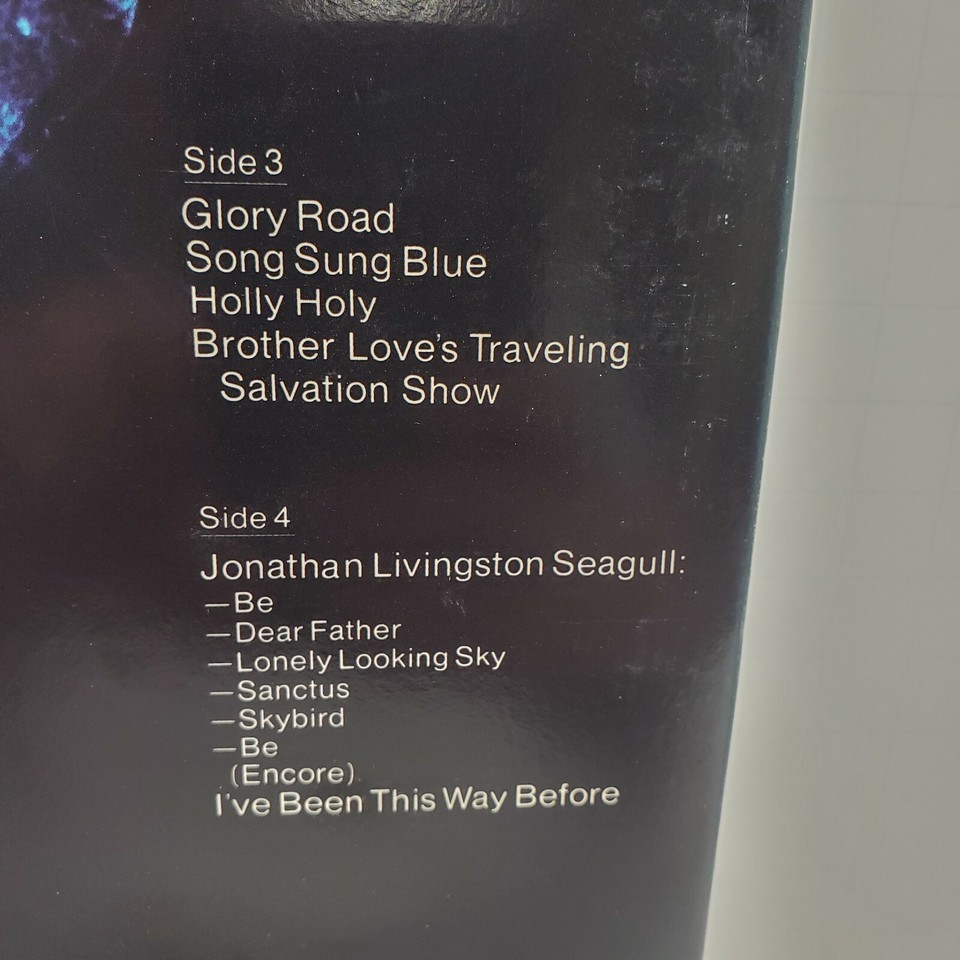 Side 3
Glory Road
Song Sung Blue
Holly Holy
Brother Love's Traveling
Salvation Show
Side 4
Jonathan Livingston Seagull:
—Be
—Dear Father
—Lonely Looking Sky
—Sanctus
—Skybird
—Be
(Encore)
I've Been This Way Before